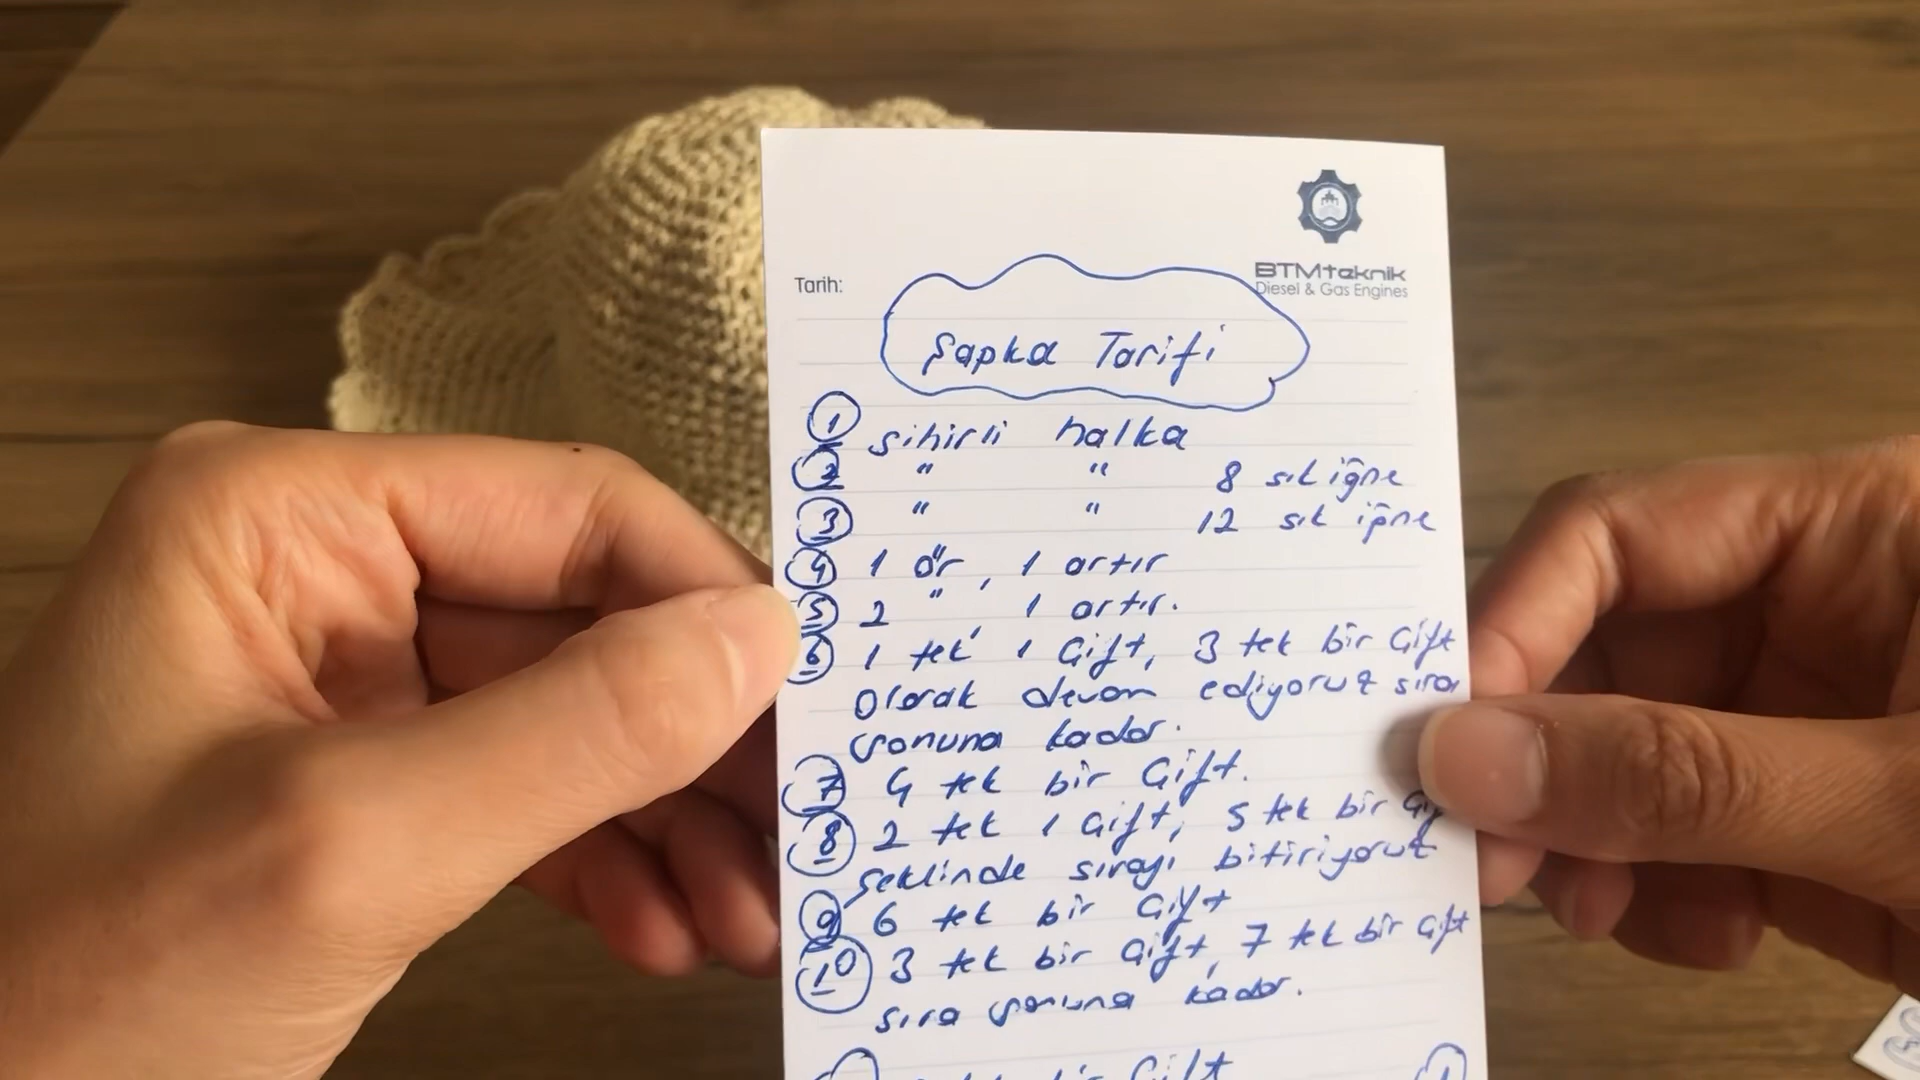 BTMteknik
Diesel & Gas Engines
Tarih:
Şapka Tarifi
1 sihirli halka
2 " " 8 sık iğne
3 " " 12 sık iğne
4 1 ör, 1 artır
5 2 " , 1 artır.
6 1 tek 1 çift, 3 tek bir çift
olarak devam ediyoruz sıra
sonuna kadar.
7 4 tek bir çift.
8 2 tek 1 çift, 5 tek bir
şeklinde sırayı bitiriyoruz
9 6 tek bir çift
10 3 tek bir çift, 7 tek bir çift
sıra sonuna kadar.
bir çift